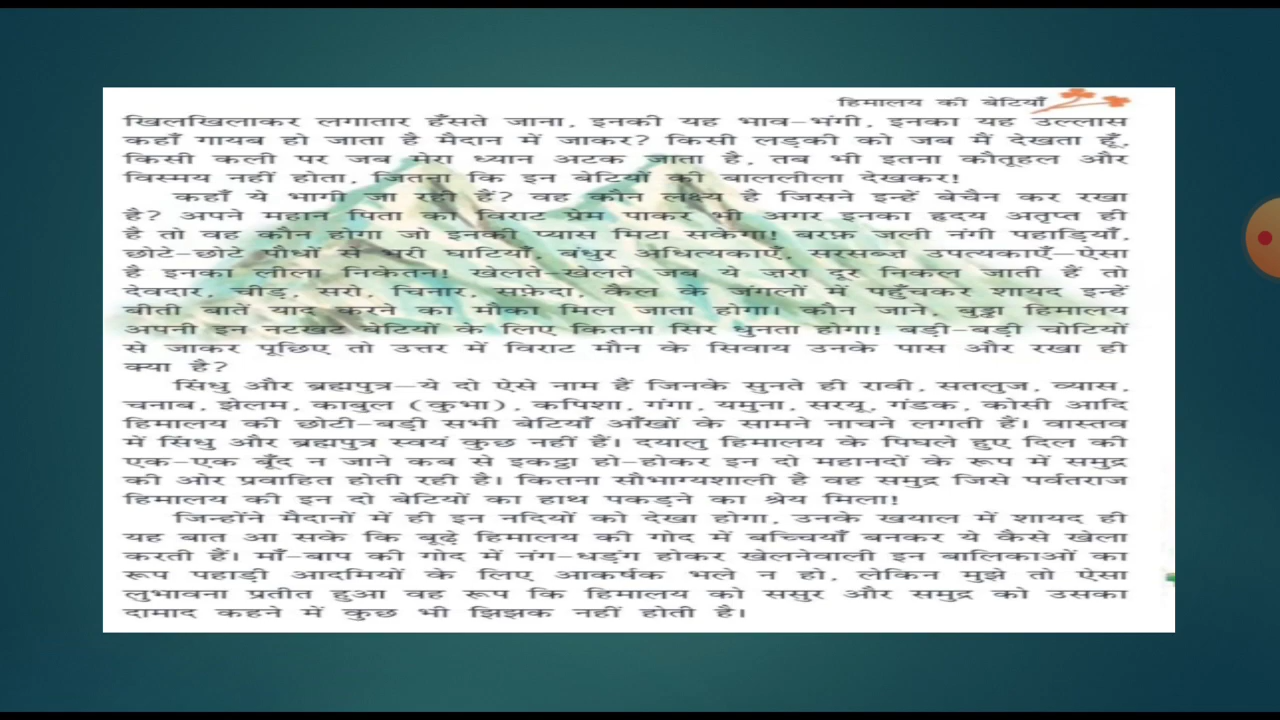 हिमालय की बेटियाँ
खिलखिलाकर लगातार हँसते जाना, इनकी यह भाव-भंगी, इनका यह उल्लास
कहाँ गायब हो जाता है मैदान में जाकर? किसी लड़की को जब मैं देखता हूँ,
किसी कली पर जब मेरा ध्यान अटक जाता है, तब भी इतना कौतूहल और
विस्मय नहीं होता, जितना कि इन बेटियों की बाललीला देखकर!
कहाँ ये भागी जा रही हैं? वह कौन लक्ष्य है जिसने इन्हें बेचैन कर रखा
है? अपने महान पिता का विराट प्रेम पाकर भी अगर इनका हृदय अतृप्त ही
है तो वह कौन होगा जो इनकी प्यास मिटा सकेगा! बरफ़ जली नंगी पहाड़ियाँ,
छोटे-छोटे पौधों से भरी घाटियाँ, बंधुर अधित्यकाएँ, सरसब्ज़ उपत्यकाएँ-ऐसा
है इनका लीला निकेतन! खेलते-खेलते जब ये ज़रा दूर निकल जाती हैं तो
देवदार, चीड़, सरो, चिनार, सफ़ेदा, कैल के जंगलों में पहुँचकर शायद इन्हें
बीती बातें याद करने का मौका मिल जाता होगा। कौन जाने, बुड्ढा हिमालय
अपनी इन नटखट बेटियों के लिए कितना सिर धुनता होगा! बड़ी-बड़ी चोटियों
से जाकर पूछिए तो उत्तर में विराट मौन के सिवाय उनके पास और रखा ही
क्या है?
सिंधु और ब्रह्मपुत्र-ये दो ऐसे नाम हैं जिनके सुनते ही रावी, सतलुज, व्यास,
चनाब, झेलम, काबुल (कुभा), कपिशा, गंगा, यमुना, सरयू, गंडक, कोसी आदि
हिमालय की छोटी-बड़ी सभी बेटियाँ आँखों के सामने नाचने लगती हैं। वास्तव
में सिंधु और ब्रह्मपुत्र स्वयं कुछ नहीं हैं। दयालु हिमालय के पिघले हुए दिल की
एक-एक बूँद न जाने कब से इकट्ठा हो-होकर इन दो महानदों के रूप में समुद्र
की ओर प्रवाहित होती रही है। कितना सौभाग्यशाली है वह समुद्र जिसे पर्वतराज
हिमालय की इन दो बेटियों का हाथ पकड़ने का श्रेय मिला!
जिन्होंने मैदानों में ही इन नदियों को देखा होगा, उनके खयाल में शायद ही
यह बात आ सके कि बूढ़े हिमालय की गोद में बच्चियाँ बनकर ये कैसे खेला
करती हैं। माँ-बाप की गोद में नंग-धड़ंग होकर खेलनेवाली इन बालिकाओं का
रूप पहाड़ी आदमियों के लिए आकर्षक भले न हो, लेकिन मुझे तो ऐसा
लुभावना प्रतीत हुआ वह रूप कि हिमालय को ससुर और समुद्र को उसका
दामाद कहने में कुछ भी झिझक नहीं होती है।